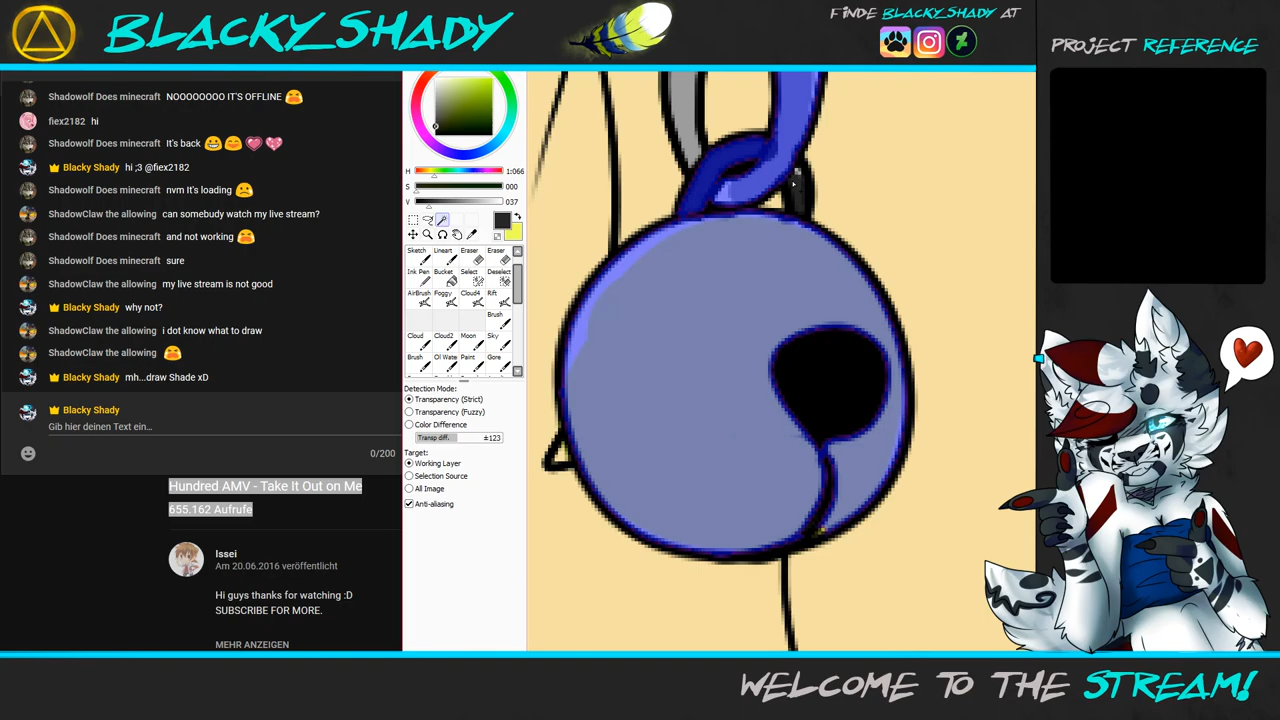 BLACKY_SHADY
FINDE BLACKY_SHADY AT
PROJECT REFERENCE
Shadowolf Does minecraft NOOOOOOOO IT'S OFFLINE
fiex2182 hi
Shadowolf Does minecraft It's back
Blacky Shady hi ;3 @fiex2182
Shadowolf Does minecraft nvm It's loading
ShadowClaw the allowing can somebody watch my live stream?
Shadowolf Does minecraft and not working
Shadowolf Does minecraft sure
ShadowClaw the allowing my live stream is not good
Blacky Shady why not?
ShadowClaw the allowing i dot know what to draw
ShadowClaw the allowing
Blacky Shady mh...draw Shade xD
Blacky Shady
Gib hier deinen Text ein...
0/200
Hundred AMV - Take It Out on Me
655.162 Aufrufe
Issei
Am 20.06.2016 veröffentlicht
Hi guys thanks for watching :D
SUBSCRIBE FOR MORE.
MEHR ANZEIGEN
H 1:066
S 000
V 037
Sketch Lineart Eraser Eraser
Ink Pen Bucket Select Deselect
AirBrush Foggy Cloud4 Rift
Brush
Cloud Cloud2 Moon Sky
Brush Ol Wate Paint Gore
Detection Mode:
Transparency (Strict)
Transparency (Fuzzy)
Color Difference
Transp diff. ±123
Target:
Working Layer
Selection Source
All Image
Anti-aliasing
WELCOME TO THE STREAM!